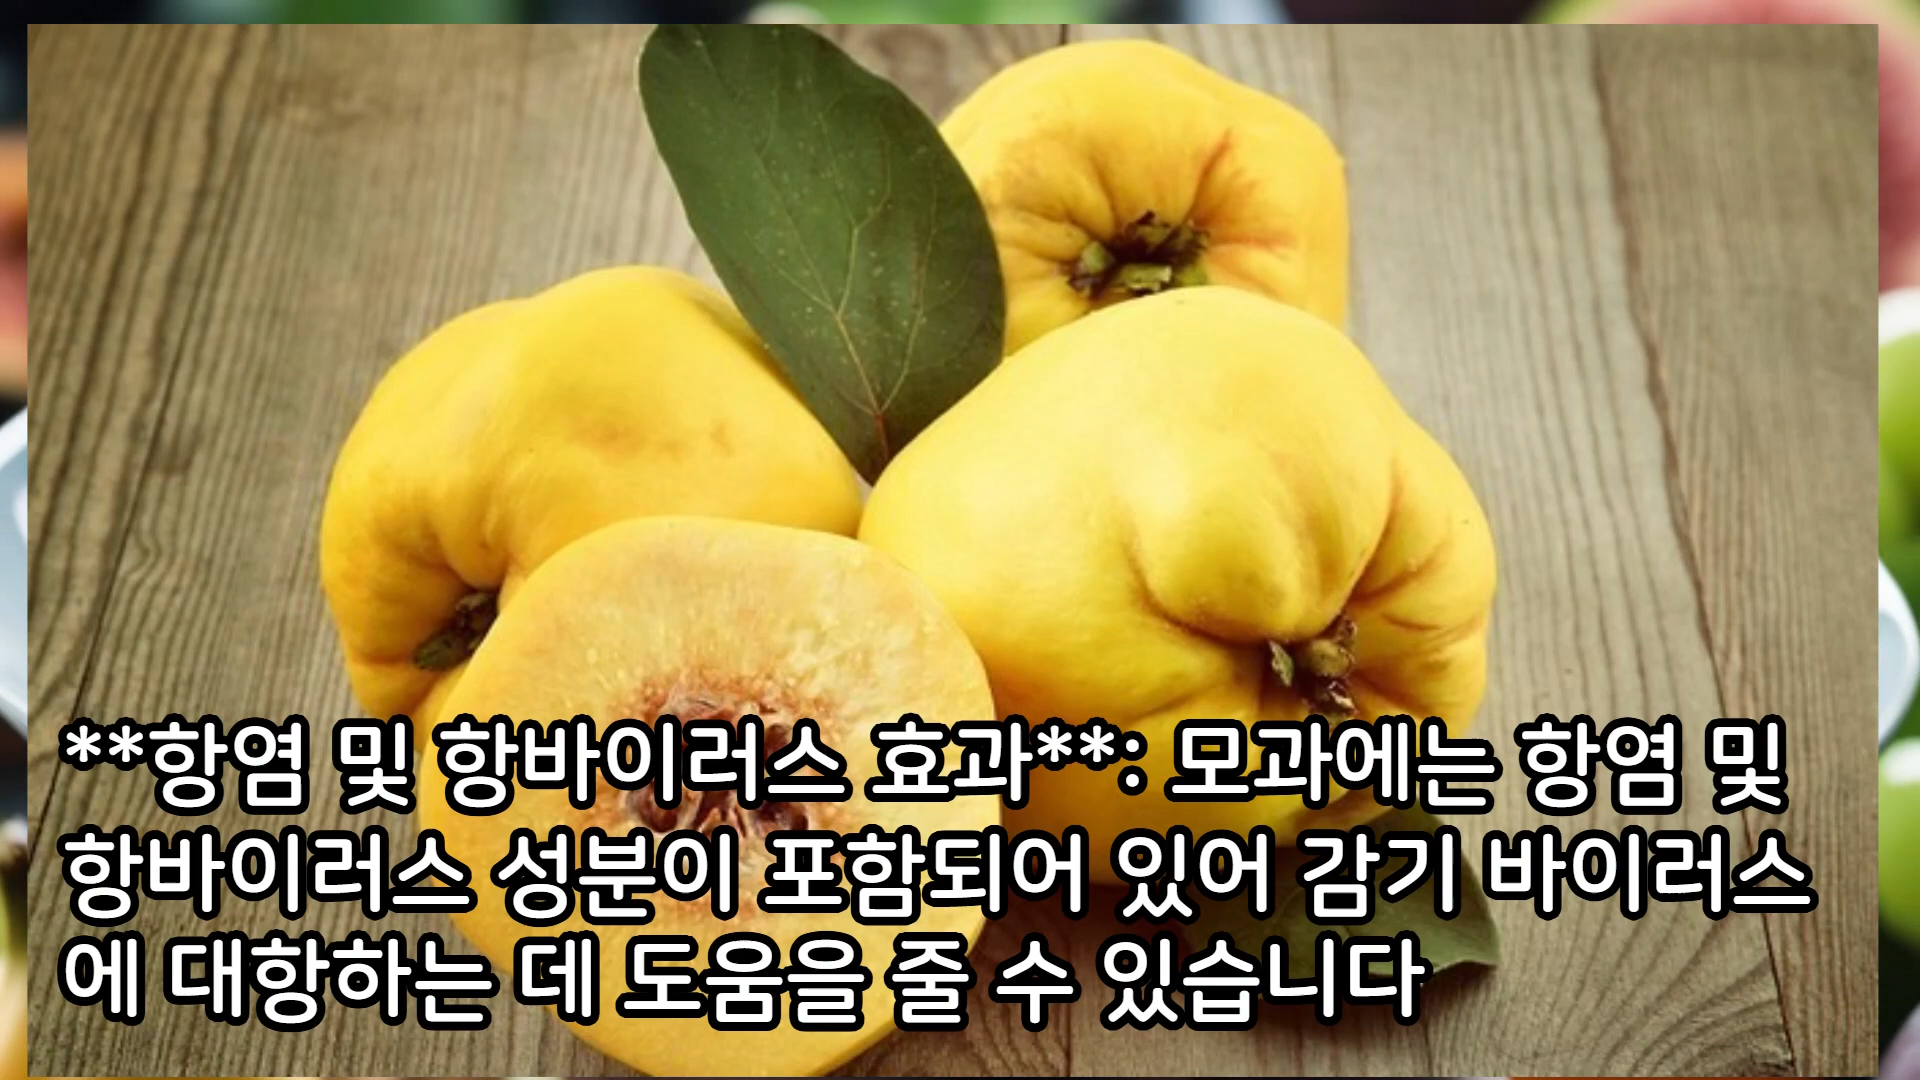 **항염 및 항바이러스 효과**: 모과에는 항염 및
항바이러스 성분이 포함되어 있어 감기 바이러스
에 대항하는 데 도움을 줄 수 있습니다